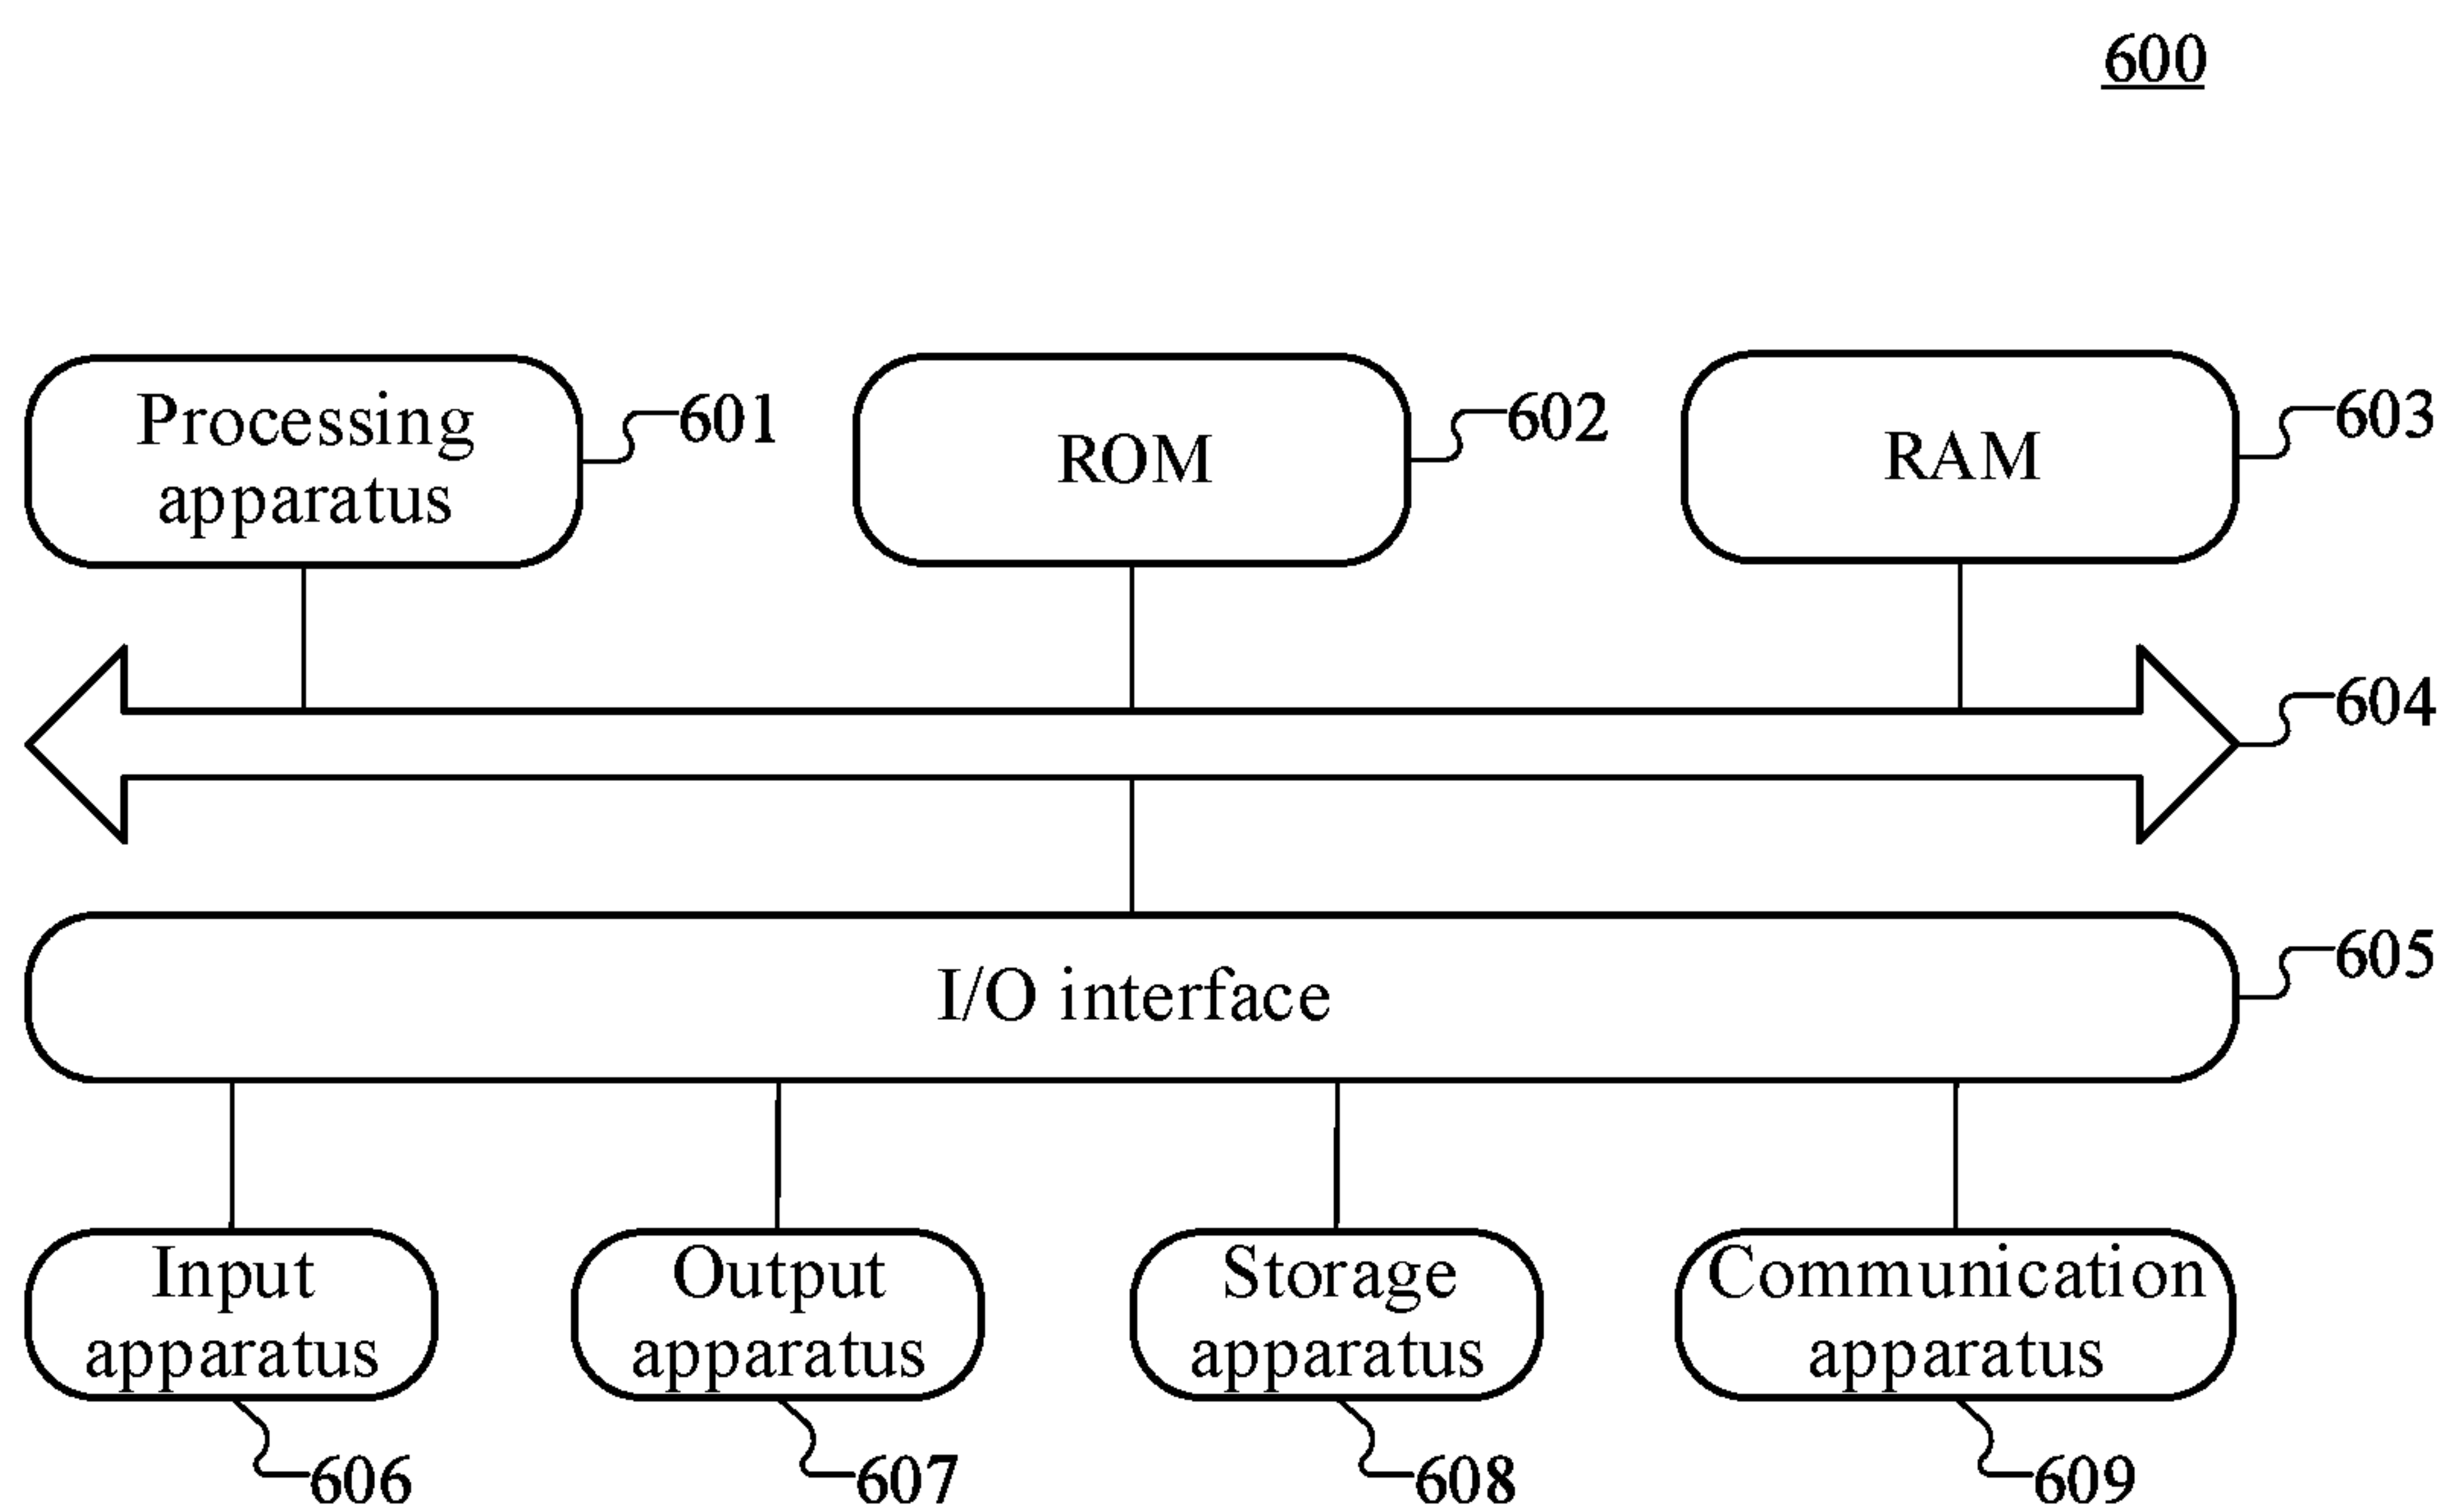 600
Processing
apparatus
601
ROM
602
RAM
603
604
I/O interface
605
Input
apparatus
606
Output
apparatus
607
Storage
apparatus
608
Communication
apparatus
609